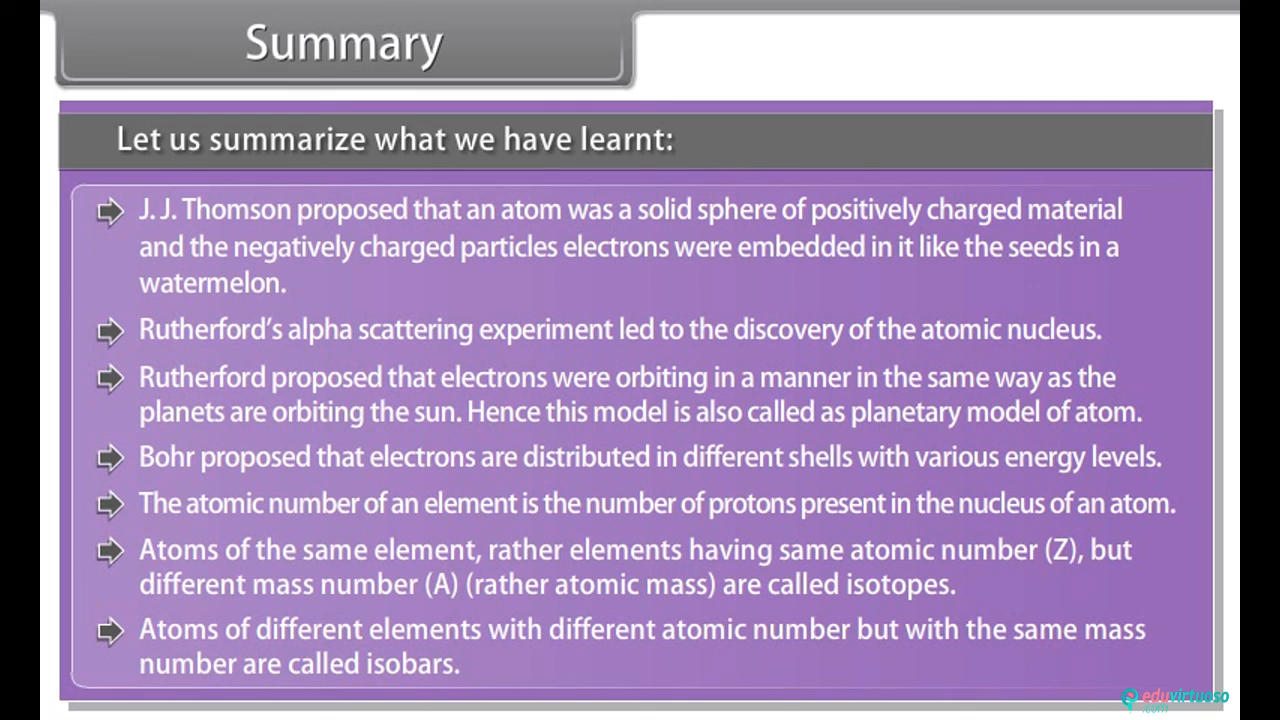 Summary
Let us summarize what we have learnt:
J. J. Thomson proposed that an atom was a solid sphere of positively charged material
and the negatively charged particles electrons were embedded in it like the seeds in a
watermelon.
Rutherford's alpha scattering experiment led to the discovery of the atomic nucleus.
Rutherford proposed that electrons were orbiting in a manner in the same way as the
planets are orbiting the sun. Hence this model is also called as planetary model of atom.
Bohr proposed that electrons are distributed in different shells with various energy levels.
The atomic number of an element is the number of protons present in the nucleus of an atom.
Atoms of the same element, rather elements having same atomic number (Z), but
different mass number (A) (rather atomic mass) are called isotopes.
Atoms of different elements with different atomic number but with the same mass
number are called isobars.
eduvirtuoso
.com